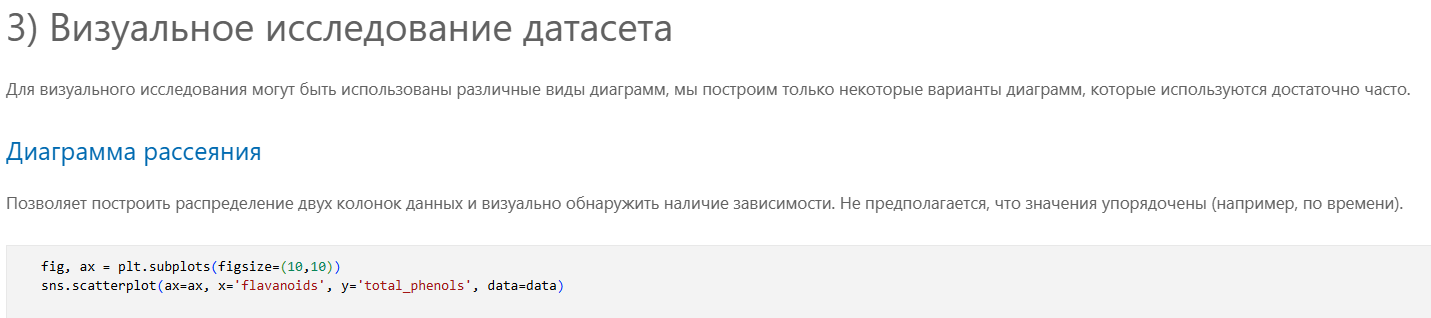 3) Визуальное исследование датасета
Для визуального исследования могут быть использованы различные виды диаграмм, мы построим только некоторые варианты диаграмм, которые используются достаточно часто.
Диаграмма рассеяния
Позволяет построить распределение двух колонок данных и визуально обнаружить наличие зависимости. Не предполагается, что значения упорядочены (например, по времени).
fig, ax = plt.subplots(figsize=(10,10))
sns.scatterplot(ax=ax, x='flavanoids', y='total_phenols', data=data)